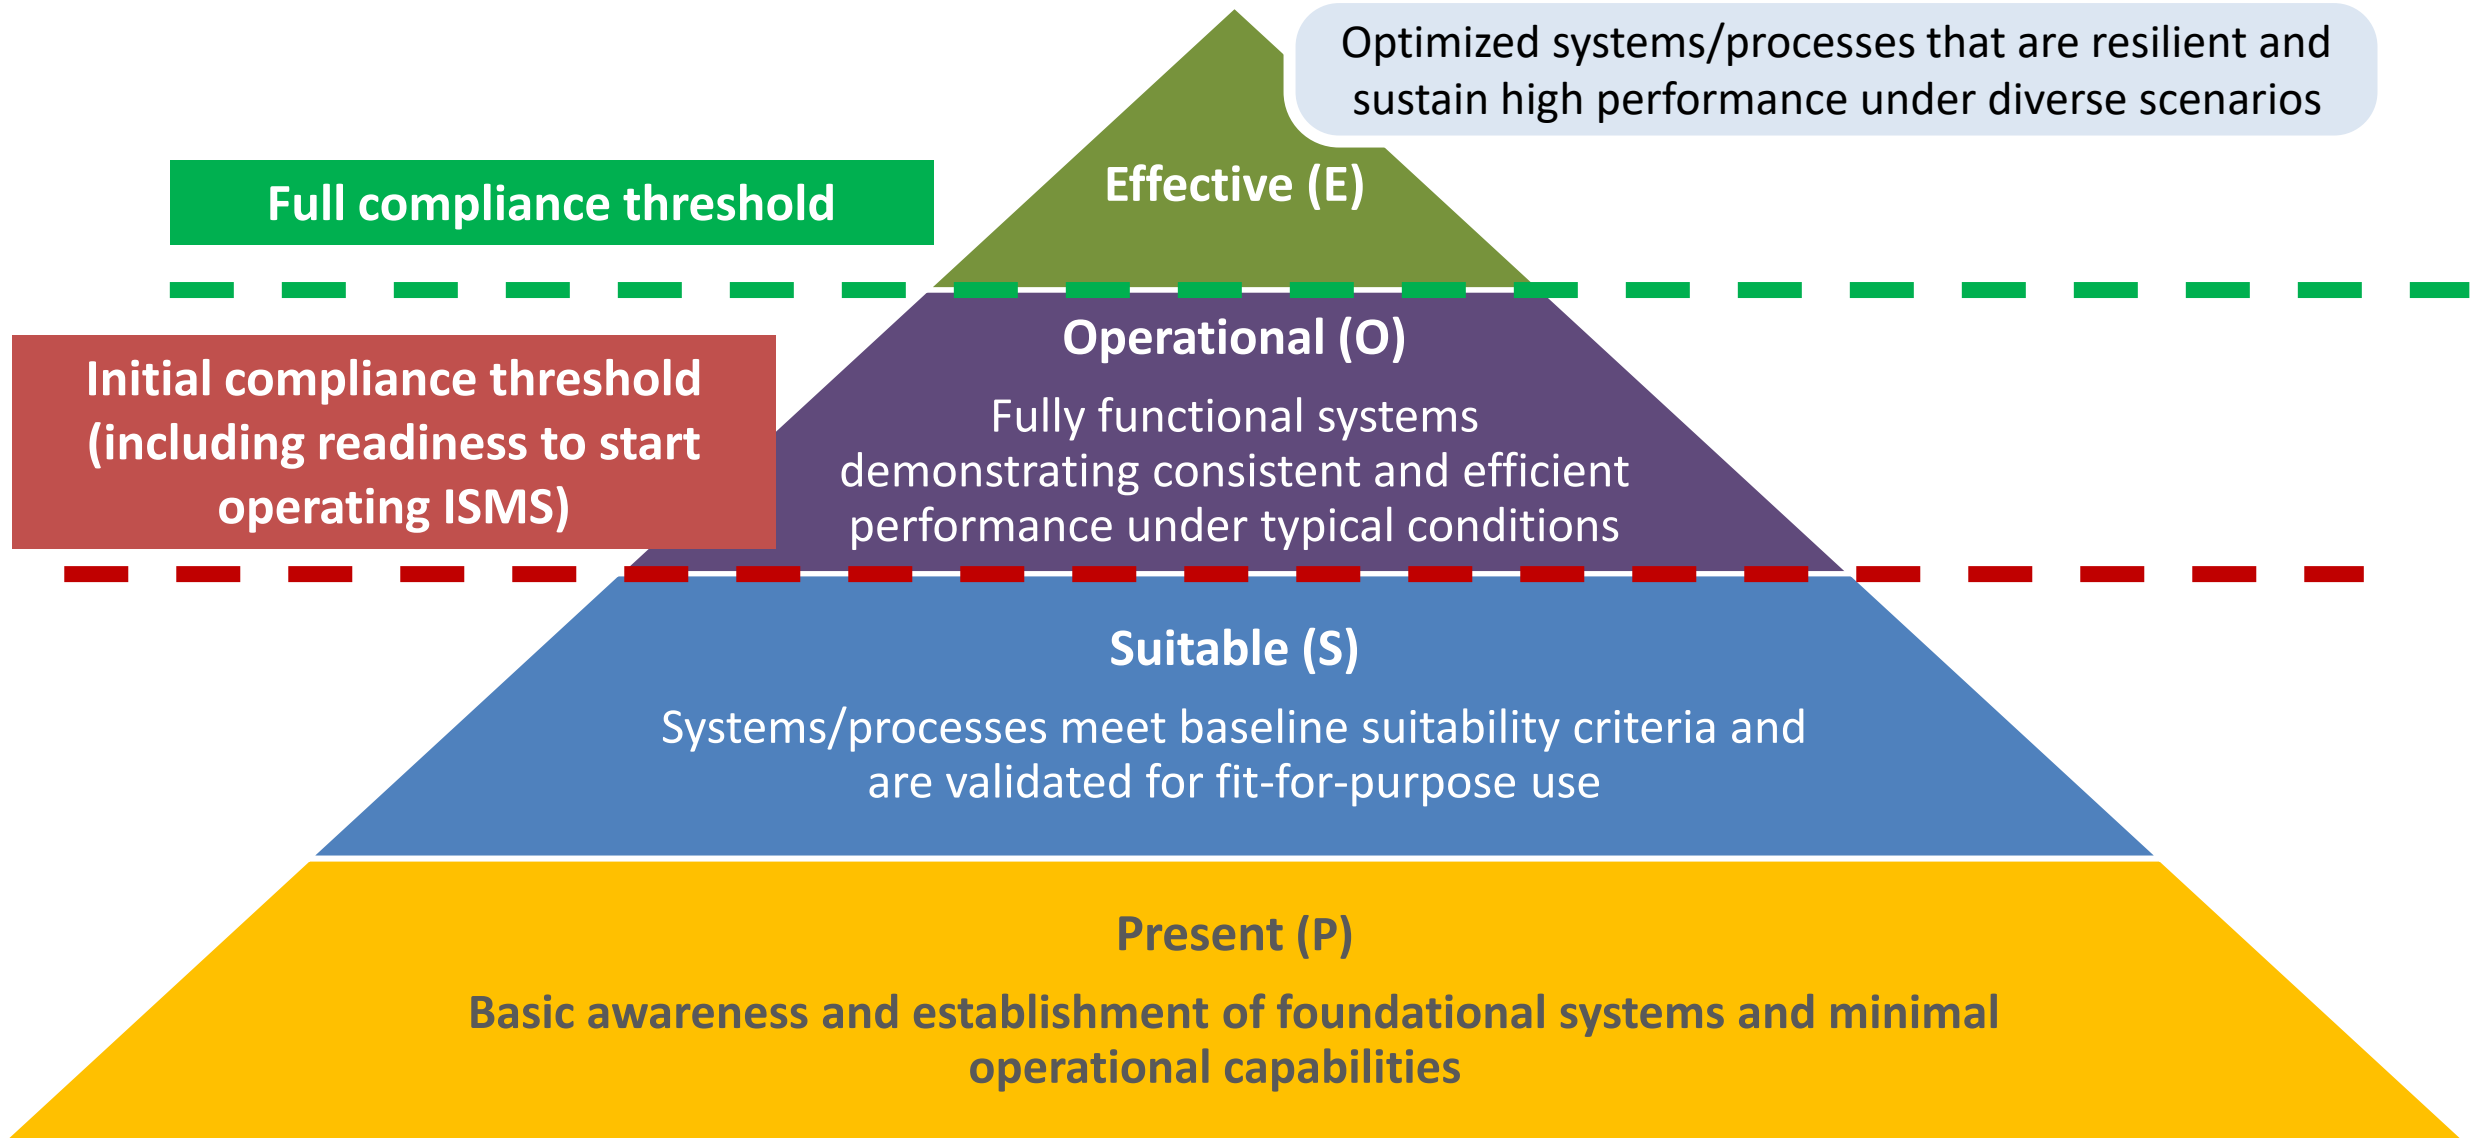 Optimized systems/processes that are resilient and
sustain high performance under diverse scenarios
Effective (E)
Full compliance threshold
Operational (O)
Fully functional systems
demonstrating consistent and efficient
performance under typical conditions
Initial compliance threshold
(including readiness to start
operating ISMS)
Suitable (S)
Systems/processes meet baseline suitability criteria and
are validated for fit-for-purpose use
Present (P)
Basic awareness and establishment of foundational systems and minimal
operational capabilities